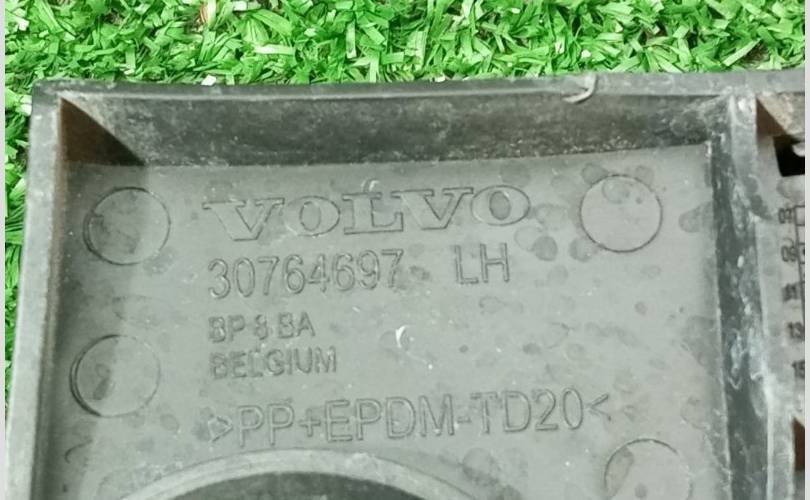 VOLVO
30764697 LH
BP & BA
BELGIUM
>PP+EPDM-TD20<